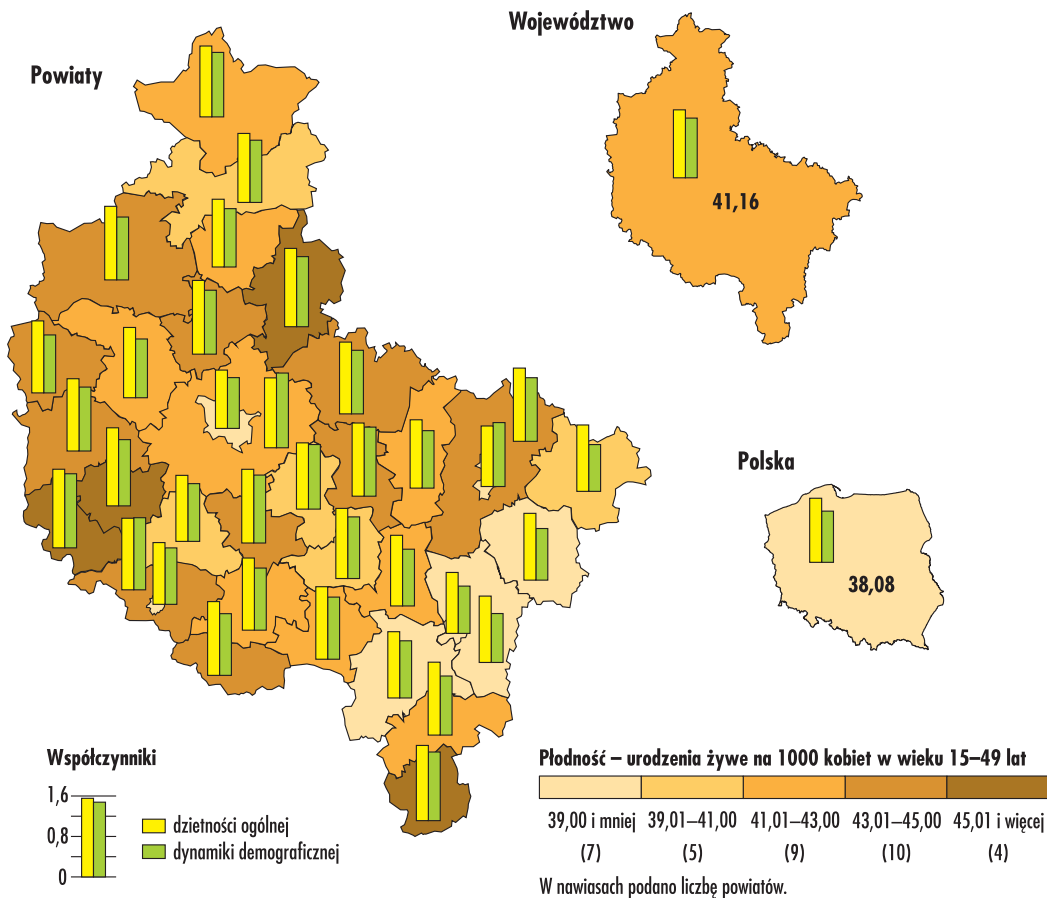 Województwo
Powiaty
41,16
Polska
38,08
Współczynniki
1,6
0,8
0
dzietności ogólnej
dynamiki demograficznej
Płodność – urodzenia żywe na 1000 kobiet w wieku 15–49 lat
39,00 i mniej 39,01–41,00 41,01–43,00 43,01–45,00 45,01 i więcej
(7) (5) (9) (10) (4)
W nawiasach podano liczbę powiatów.